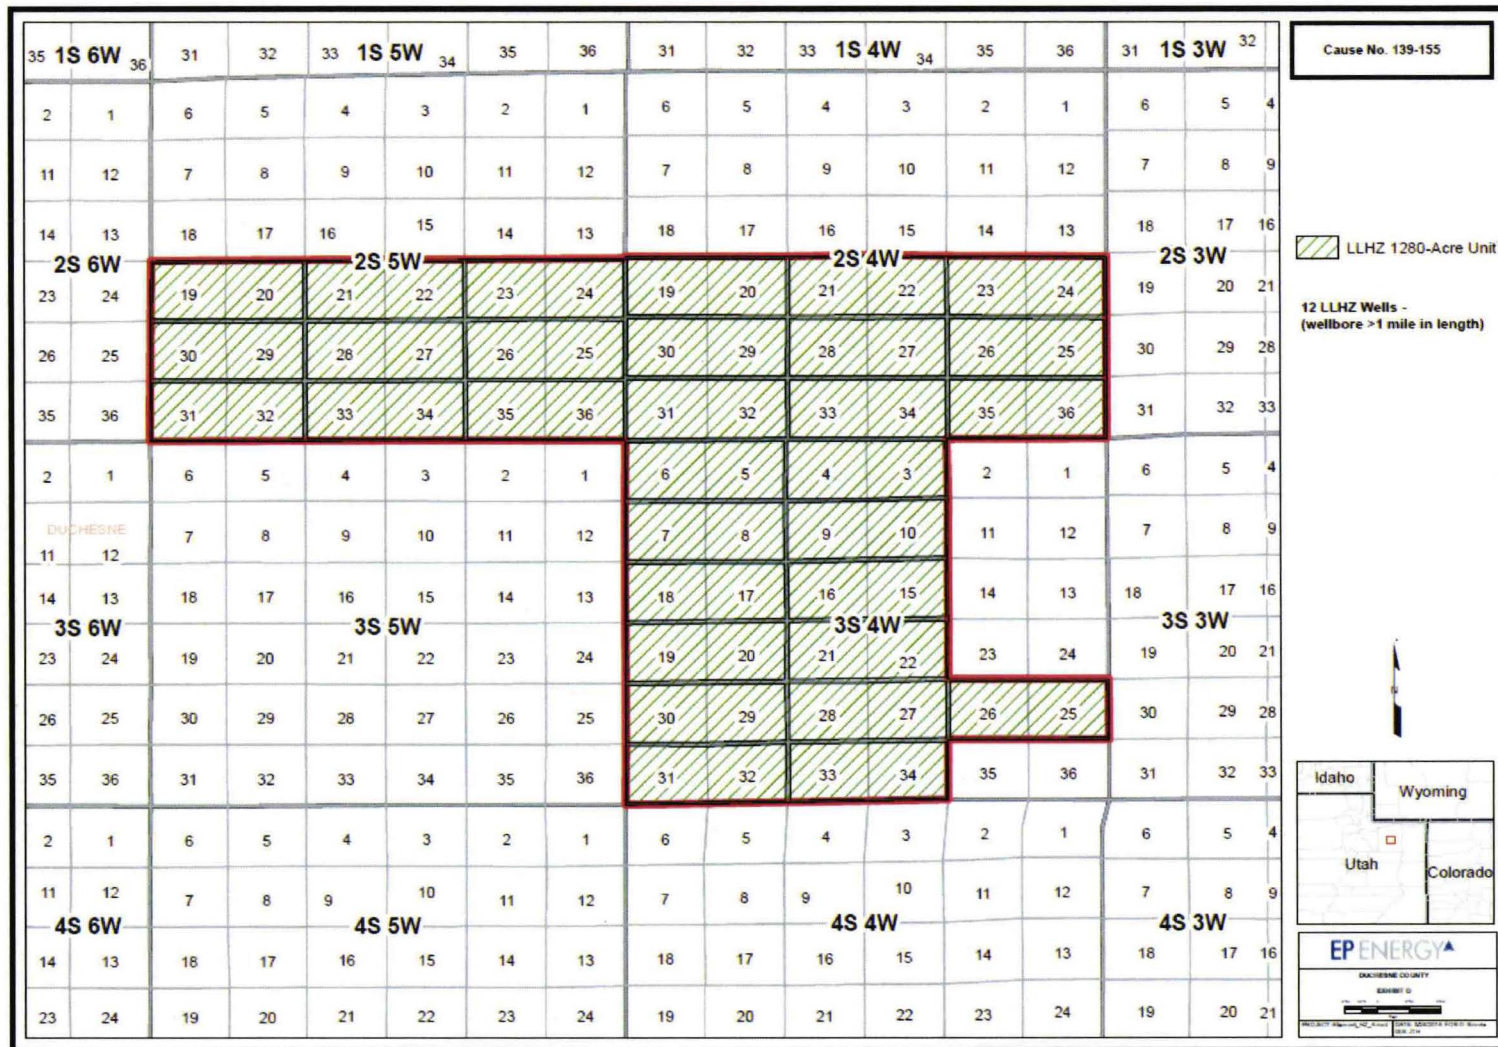 35 1S 6W 36 31 32 33 1S 5W 34 35 36 31 32 33 1S 4W 34 35 36 31 1S 3W 32
2 1 6 5 4 3 2 1 6 5 4 3 2 1 6 5 4
11 12 7 8 9 10 11 12 7 8 9 10 11 12 7 8 9
14 13 18 17 16 15 14 13 18 17 16 15 14 13 18 17 16
2S 6W 2S 5W 2S 4W 2S 3W
23 24 19 20 21 22 23 24 19 20 21 22 23 24 19 20 21
26 25 30 29 28 27 26 25 30 29 28 27 26 25 30 29 28
35 36 31 32 33 34 35 36 31 32 33 34 35 36 31 32 33
2 1 6 5 4 3 2 1 6 5 4 3 2 1 6 5 4
DUCHESNE
11 12 7 8 9 10 11 12 7 8 9 10 11 12 7 8 9
14 13 18 17 16 15 14 13 18 17 16 15 14 13 18 17 16
3S 6W 3S 5W 3S 4W 3S 3W
23 24 19 20 21 22 23 24 19 20 21 22 23 24 19 20 21
26 25 30 29 28 27 26 25 30 29 28 27 26 25 30 29 28
35 36 31 32 33 34 35 36 31 32 33 34 35 36 31 32 33
2 1 6 5 4 3 2 1 6 5 4 3 2 1 6 5 4
11 12 7 8 9 10 11 12 7 8 9 10 11 12 7 8 9
4S 6W 4S 5W 4S 4W 4S 3W
14 13 18 17 16 15 14 13 18 17 16 15 14 13 18 17 16
23 24 19 20 21 22 23 24 19 20 21 22 23 24 19 20 21
Cause No. 139-155
LLHZ 1280-Acre Unit
12 LLHZ Wells -
(wellbore >1 mile in length)
N
Idaho
Wyoming
Utah
Colorado
EP ENERGY
DUCHESNE COUNTY
EXHIBIT D